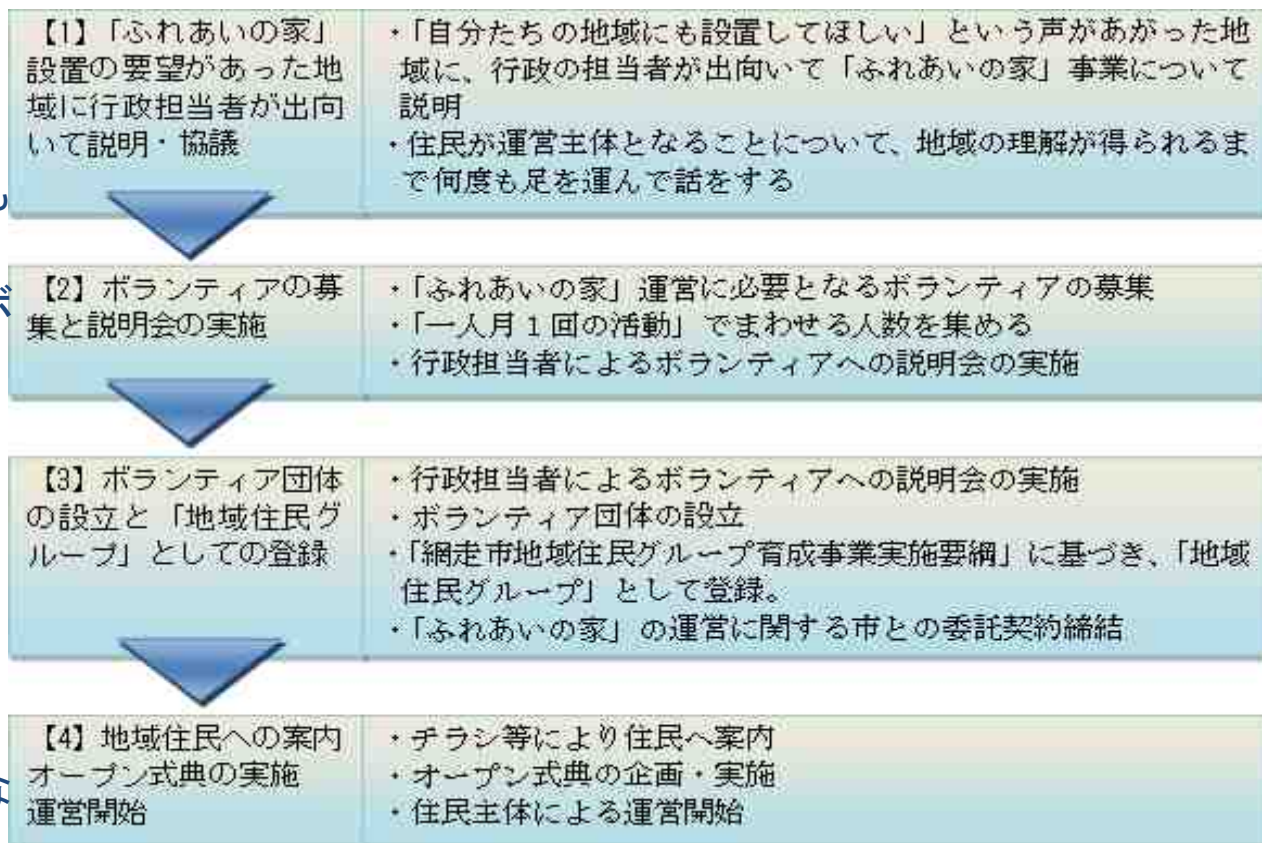 【1】「ふれあいの家」
設置の要望があった地
域に行政担当者が出向
いて説明・協議
・「自分たちの地域にも設置してほしい」という声があがった地
域に、行政の担当者が出向いて「ふれあいの家」事業について
説明
・住民が運営主体となることについて、地域の理解が得られるま
で何度も足を運んで話をする
【2】ボランティアの募
集と説明会の実施
・「ふれあいの家」運営に必要となるボランティアの募集
・「一人月1回の活動」でまわせる人数を集める
・行政担当者によるボランティアへの説明会の実施
【3】ボランティア団体
の設立と「地域住民グ
ループ」としての登録
・行政担当者によるボランティアへの説明会の実施
・ボランティア団体の設立
・「網走市地域住民グループ育成事業実施要綱」に基づき、「地域
住民グループ」として登録。
・「ふれあいの家」の運営に関する市との委託契約締結
【4】地域住民への案内
オープン式典の実施
運営開始
・チラシ等により住民へ案内
・オープン式典の企画・実施
・住民主体による運営開始